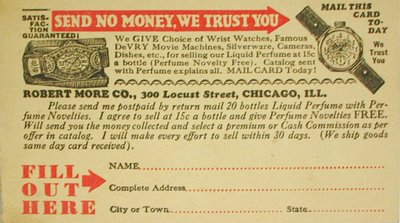 SATIS-
FAC-
TION
GUARANTEED!
SEND NO MONEY, WE TRUST YOU
MAIL THIS
CARD
TO-
DAY
We GIVE Choice of Wrist Watches, Famous
DeVRY Movie Machines, Silverware, Cameras,
Dishes, etc., for selling our Liquid Perfume at 15c
a bottle (Perfume Novelty Free). Catalog sent
with Perfume explains all. MAIL CARD Today!
We
Trust
You
ROBERT MORE CO., 300 Locust Street, CHICAGO, ILL.
Please send me postpaid by return mail 20 bottles Liquid Perfume with Per-
fume Novelties. I agree to sell at 15c a bottle and give Perfume Novelties FREE.
Will send you the money collected and select a premium or Cash Commission as per
offer in catalog. I will make every effort to sell within 30 days. (We ship goods
same day card received).
FILL
OUT
HERE
NAME
Complete Address
City or Town State